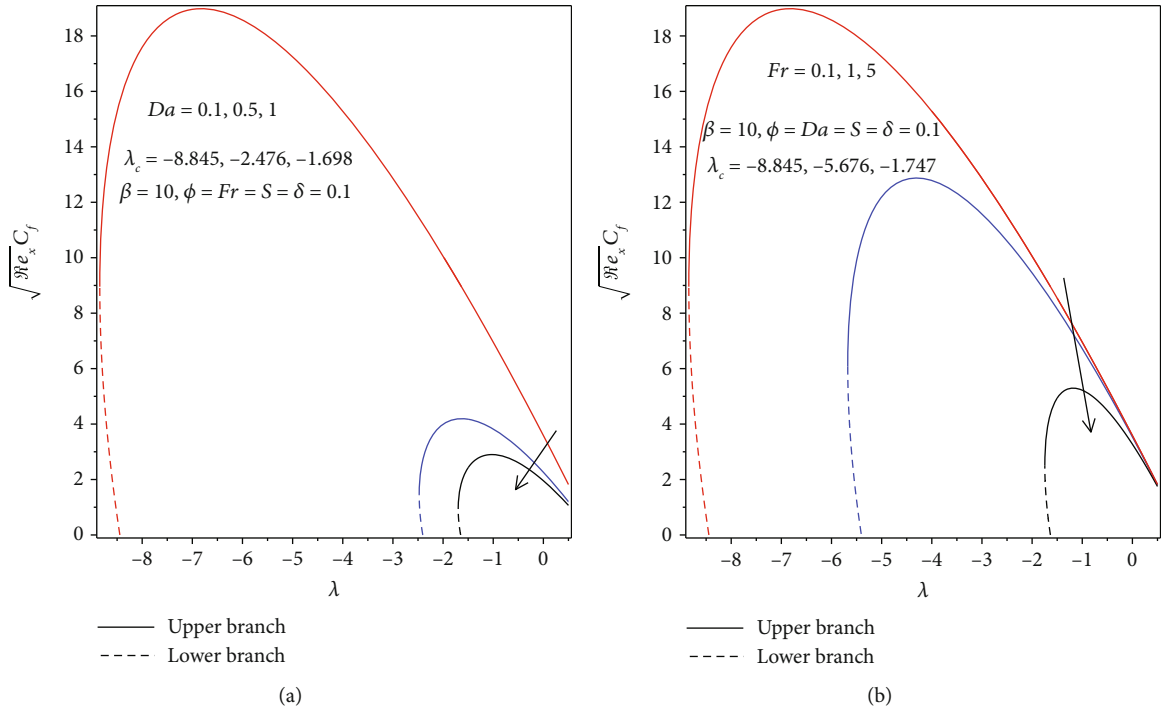 18
16
14
12
10
8
6
4
2
0
√ℜe_x C_f
Da = 0.1, 0.5, 1
λ_c = –8.845, –2.476, –1.698
β = 10, ϕ = Fr = S = δ = 0.1
–8 –7 –6 –5 –4 –3 –2 –1 0
λ
Upper branch
Lower branch
(a)
18
16
14
12
10
8
6
4
2
0
√ℜe_x C_f
Fr = 0.1, 1, 5
β = 10, ϕ = Da = S = δ = 0.1
λ_c = –8.845, –5.676, –1.747
–8 –7 –6 –5 –4 –3 –2 –1 0
λ
Upper branch
Lower branch
(b)